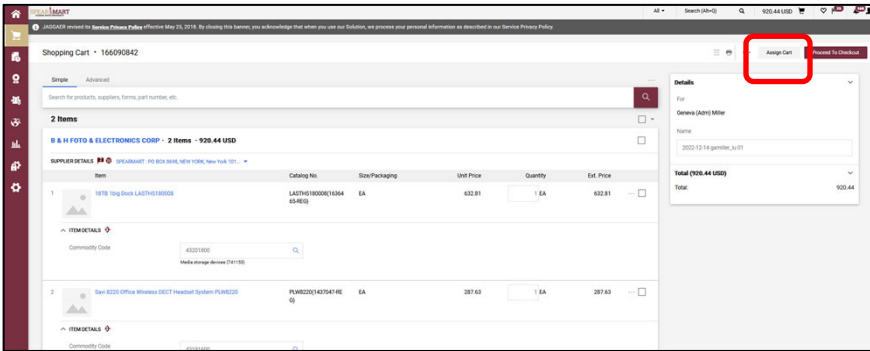 SPEAR MART
All
Search (Alt+Q)
920.44 USD
JAGGAER revised its Service Privacy Policy effective May 25, 2018. By closing this banner, you acknowledge that when you use our Solution, we process your personal information as described in our Service Privacy Policy.
Shopping Cart • 166090842
Assign Cart
Proceed To Checkout
Simple Advanced
Search for products, suppliers, forms, part number, etc.
2 Items
B & H FOTO & ELECTRONICS CORP · 2 Items · 920.44 USD
SUPPLIER DETAILS SPEARMART : PO BOX 8698, NEW YORK, New York 101...
Item Catalog No. Size/Packaging Unit Price Quantity Ext. Price
1 18TB 1big Dock LASTHS180008 LASTHS180008(16364 EA 632.81 1 EA 632.81 ...
65-REG)
ITEM DETAILS
Commodity Code 43201800
Media storage devices (741150)
2 Savi 8220 Office Wireless DECT Headset System PLW8220 PLW8220(1437047-RE EA 287.63 1 EA 287.63 ...
G)
ITEM DETAILS
Commodity Code
Details
For
Geneva (Adm) Miller
Name
2022-12-14 gamiller_iu 01
Total (920.44 USD)
Total: 920.44